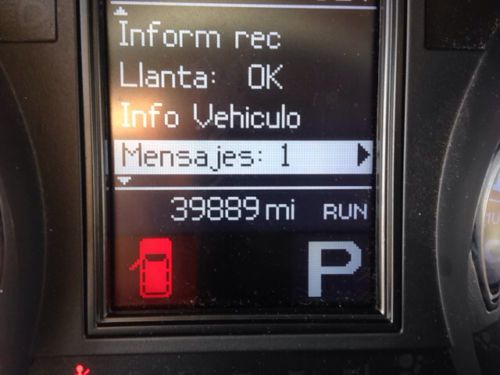 Inform rec
Llanta: OK
Info Vehiculo
Mensajes: 1
39889 mi RUN
P